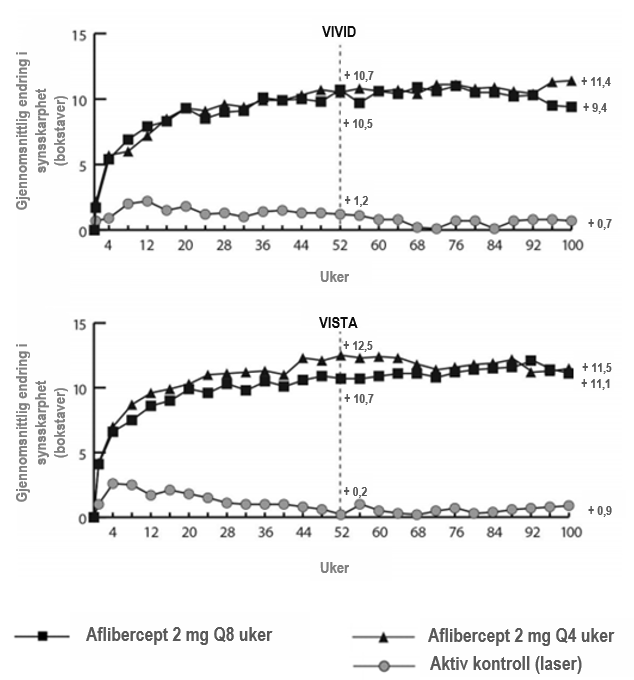 VIVID
Gjennomsnittlig endring i
synsskarphet
(bokstaver)
15
10
5
0
+ 10,7
+ 10,5
+ 1,2
+ 11,4
+ 9,4
+ 0,7
4 12 20 28 36 44 52 60 68 76 84 92 100
Uker
VISTA
Gjennomsnittlig endring i
synsskarphet
(bokstaver)
15
10
5
0
+ 12,5
+ 10,7
+ 0,2
+ 11,5
+ 11,1
+ 0,9
4 12 20 28 36 44 52 60 68 76 84 92 100
Uker
Aflibercept 2 mg Q8 uker
Aflibercept 2 mg Q4 uker
Aktiv kontroll (laser)